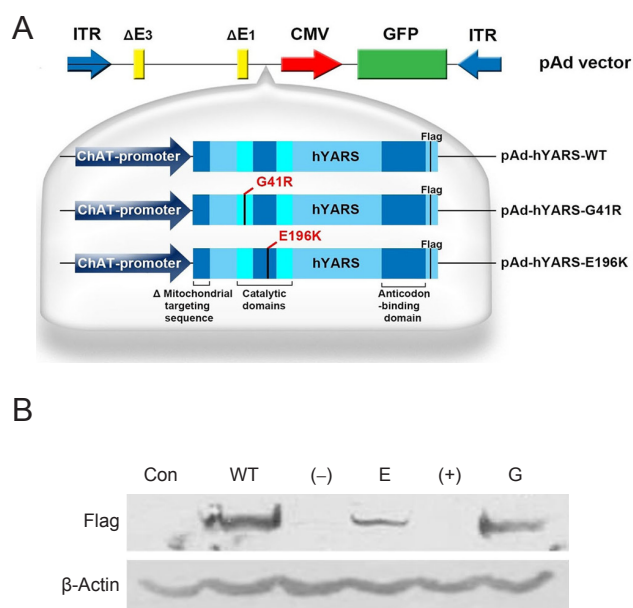 A
ITR ΔE3 ΔE1 CMV GFP ITR
pAd vector
Flag
ChAT-promoter hYARS pAd-hYARS-WT
G41R
Flag
ChAT-promoter hYARS pAd-hYARS-G41R
E196K
Flag
ChAT-promoter hYARS pAd-hYARS-E196K
Δ Mitochondrial
targeting
sequence
Catalytic
domains
Anticodon
-binding
domain
B
Con WT (−) E (+) G
Flag
β-Actin